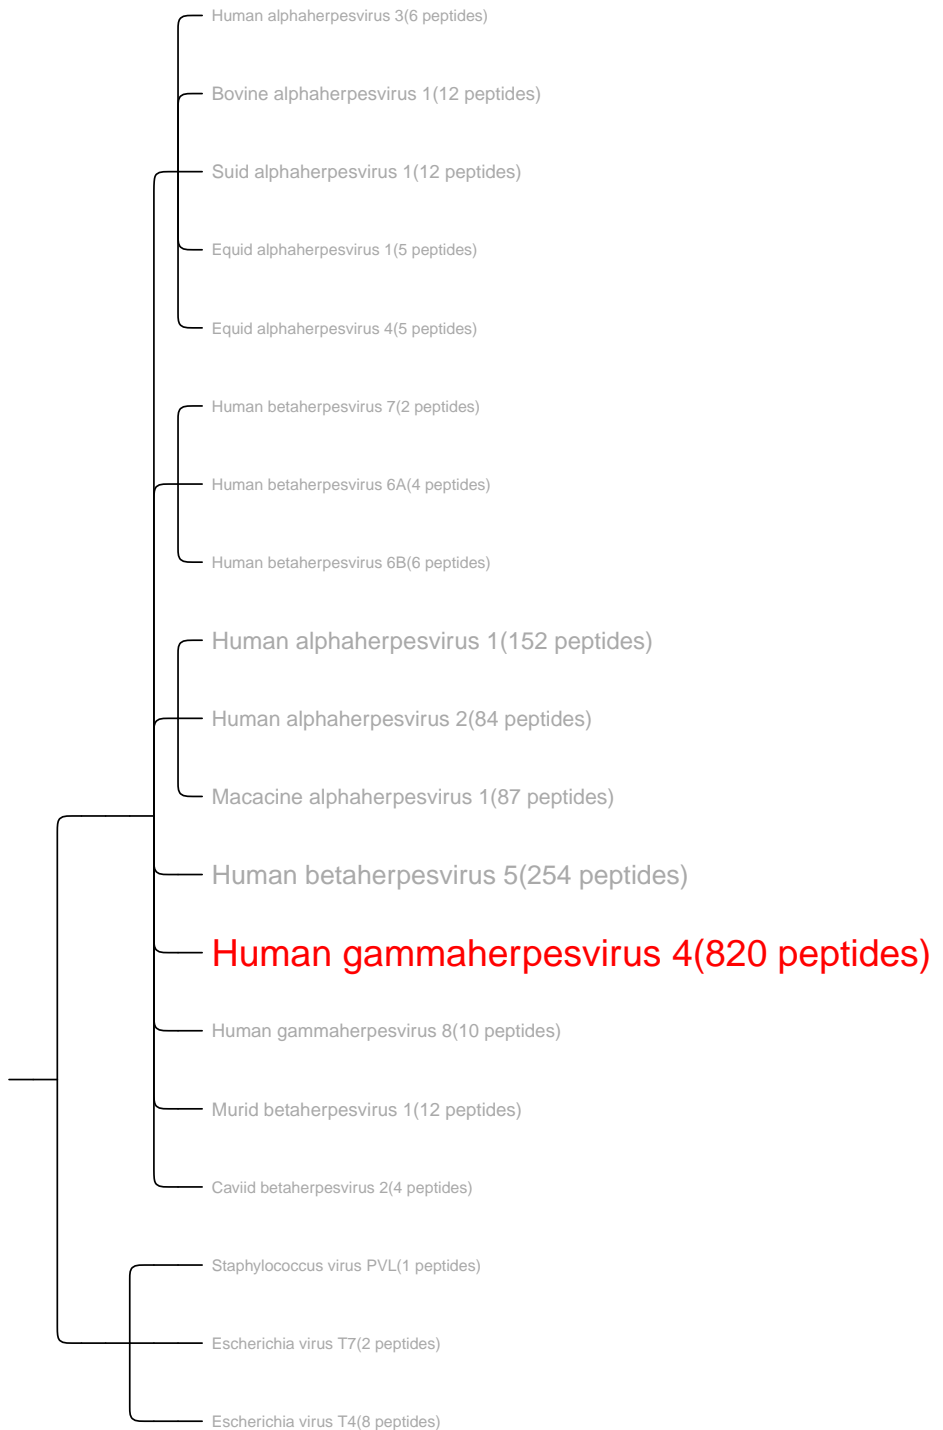 Human alphaherpesvirus 3(6 peptides)
Bovine alphaherpesvirus 1(12 peptides)
Suid alphaherpesvirus 1(12 peptides)
Equid alphaherpesvirus 1(5 peptides)
Equid alphaherpesvirus 4(5 peptides)
Human betaherpesvirus 7(2 peptides)
Human betaherpesvirus 6A(4 peptides)
Human betaherpesvirus 6B(6 peptides)
Human alphaherpesvirus 1(152 peptides)
Human alphaherpesvirus 2(84 peptides)
Macacine alphaherpesvirus 1(87 peptides)
Human betaherpesvirus 5(254 peptides)
Human gammaherpesvirus 4(820 peptides)
Human gammaherpesvirus 8(10 peptides)
Murid betaherpesvirus 1(12 peptides)
Caviid betaherpesvirus 2(4 peptides)
Staphylococcus virus PVL(1 peptides)
Escherichia virus T7(2 peptides)
Escherichia virus T4(8 peptides)